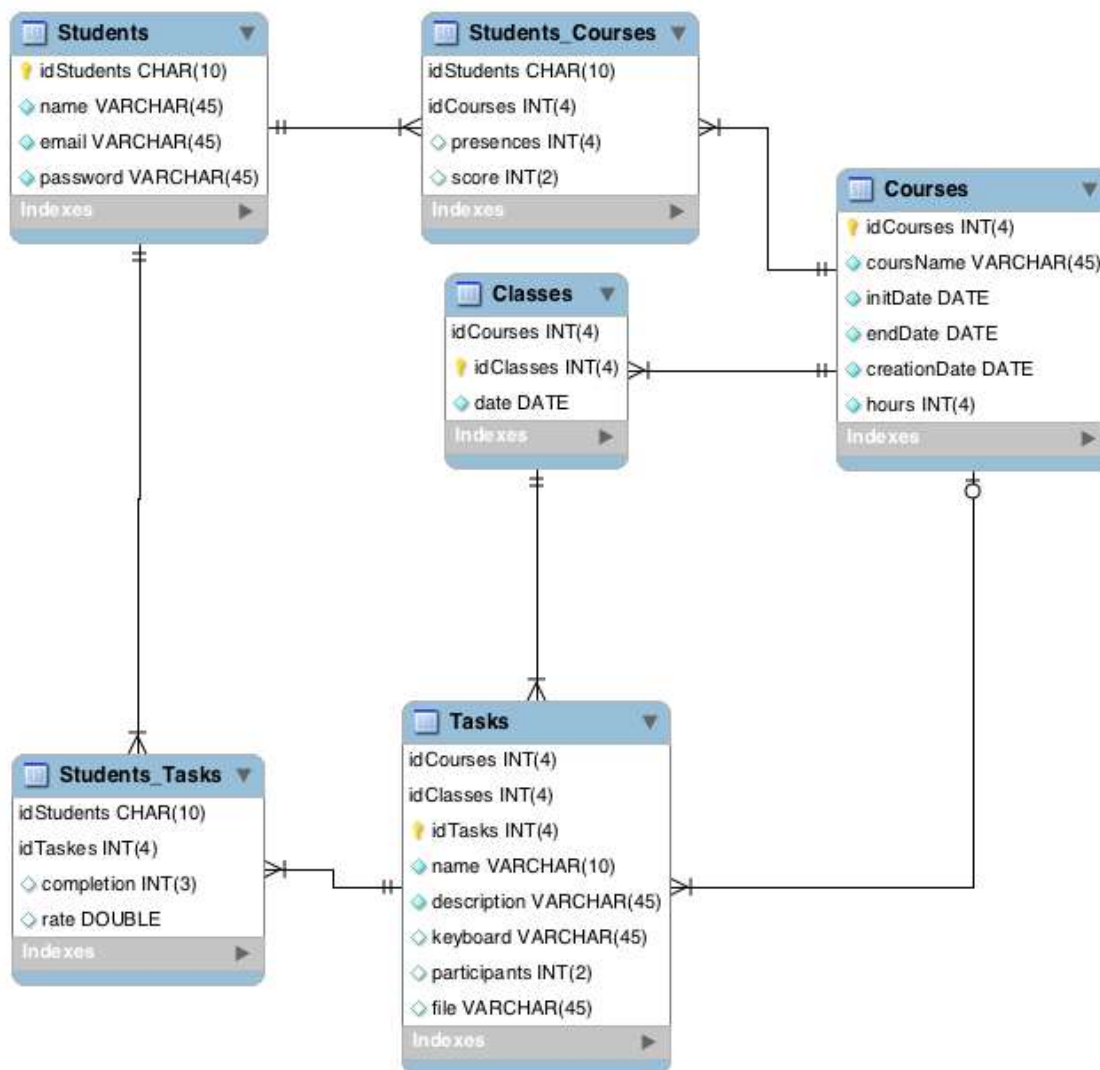 Students
idStudents CHAR(10)
name VARCHAR(45)
email VARCHAR(45)
password VARCHAR(45)
Indexes
Students_Courses
idStudents CHAR(10)
idCourses INT(4)
presences INT(4)
score INT(2)
Indexes
Courses
idCourses INT(4)
coursName VARCHAR(45)
initDate DATE
endDate DATE
creationDate DATE
hours INT(4)
Indexes
Classes
idCourses INT(4)
idClasses INT(4)
date DATE
Indexes
Students_Tasks
idStudents CHAR(10)
idTaskes INT(4)
completion INT(3)
rate DOUBLE
Indexes
Tasks
idCourses INT(4)
idClasses INT(4)
idTasks INT(4)
name VARCHAR(10)
description VARCHAR(45)
keyboard VARCHAR(45)
participants INT(2)
file VARCHAR(45)
Indexes